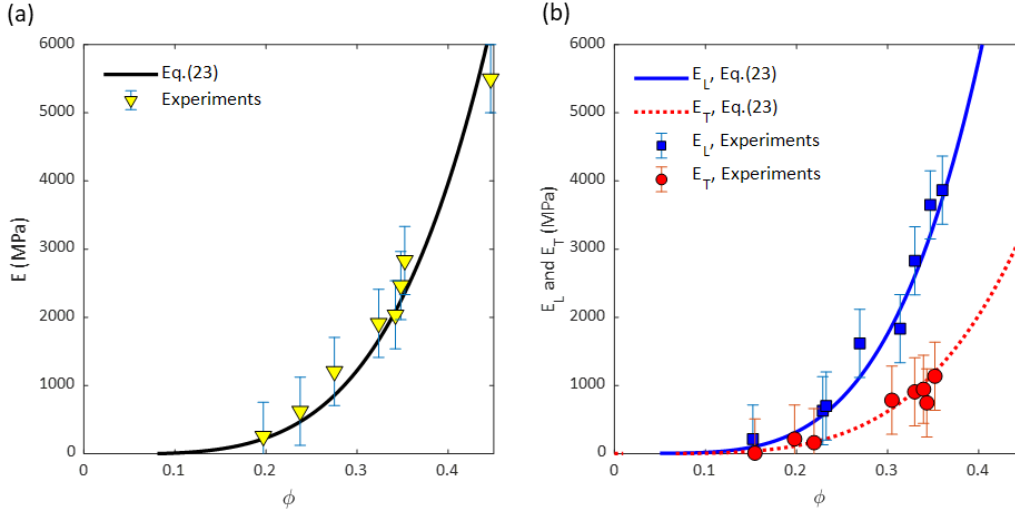 (a)
6000
5000
4000
3000
2000
1000
0
E (MPa)
Eq.(23)
Experiments
0 0.1 0.2 0.3 0.4
ϕ
(b)
6000
5000
4000
3000
2000
1000
0
E_L and E_T (MPa)
E_L, Eq.(23)
E_T, Eq.(23)
E_L, Experiments
E_T, Experiments
0 0.1 0.2 0.3 0.4
ϕ